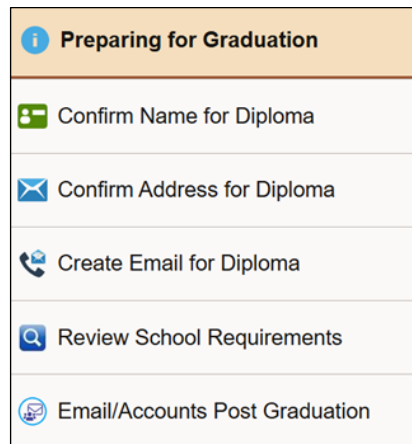 Preparing for Graduation
Confirm Name for Diploma
Confirm Address for Diploma
Create Email for Diploma
Review School Requirements
Email/Accounts Post Graduation